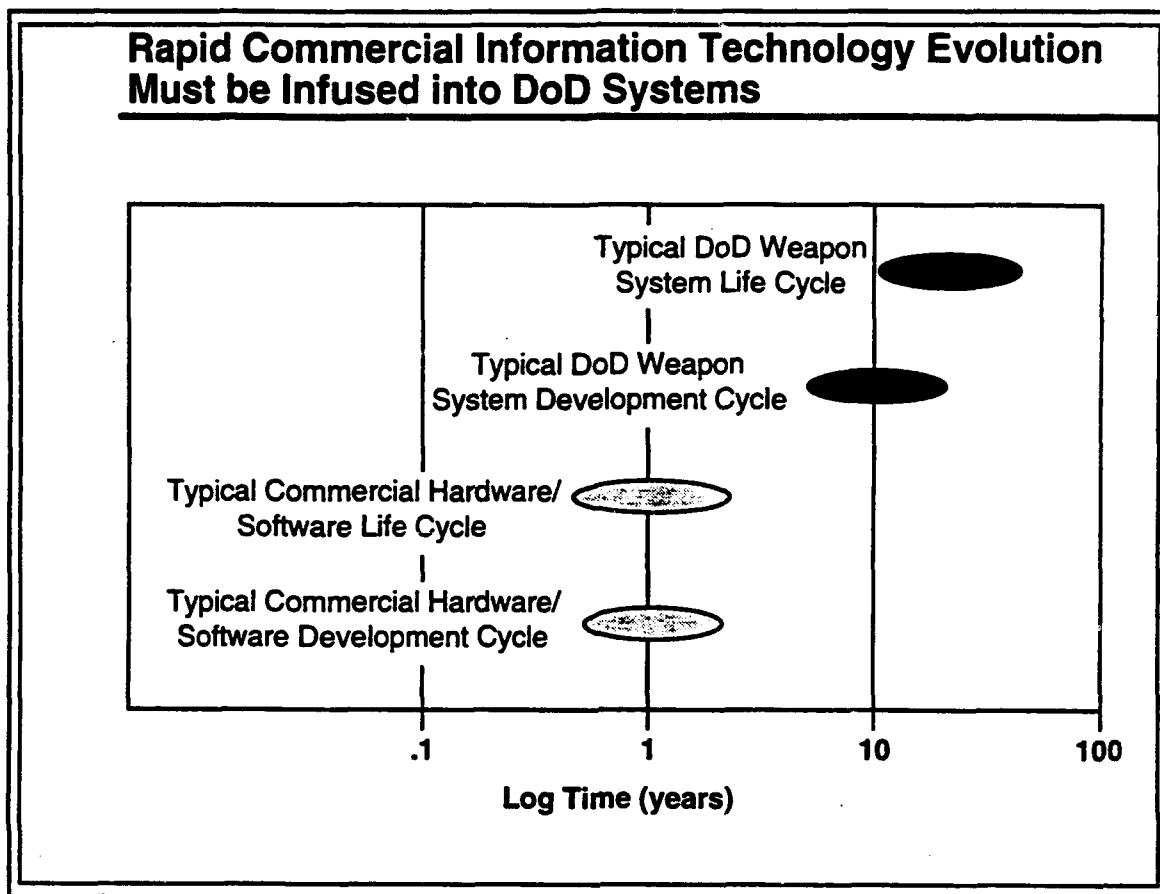 Rapid Commercial Information Technology Evolution
Must be Infused into DoD Systems
Typical DoD Weapon
System Life Cycle
Typical DoD Weapon
System Development Cycle
Typical Commercial Hardware/
Software Life Cycle
Typical Commercial Hardware/
Software Development Cycle
.1 1 10 100
Log Time (years)